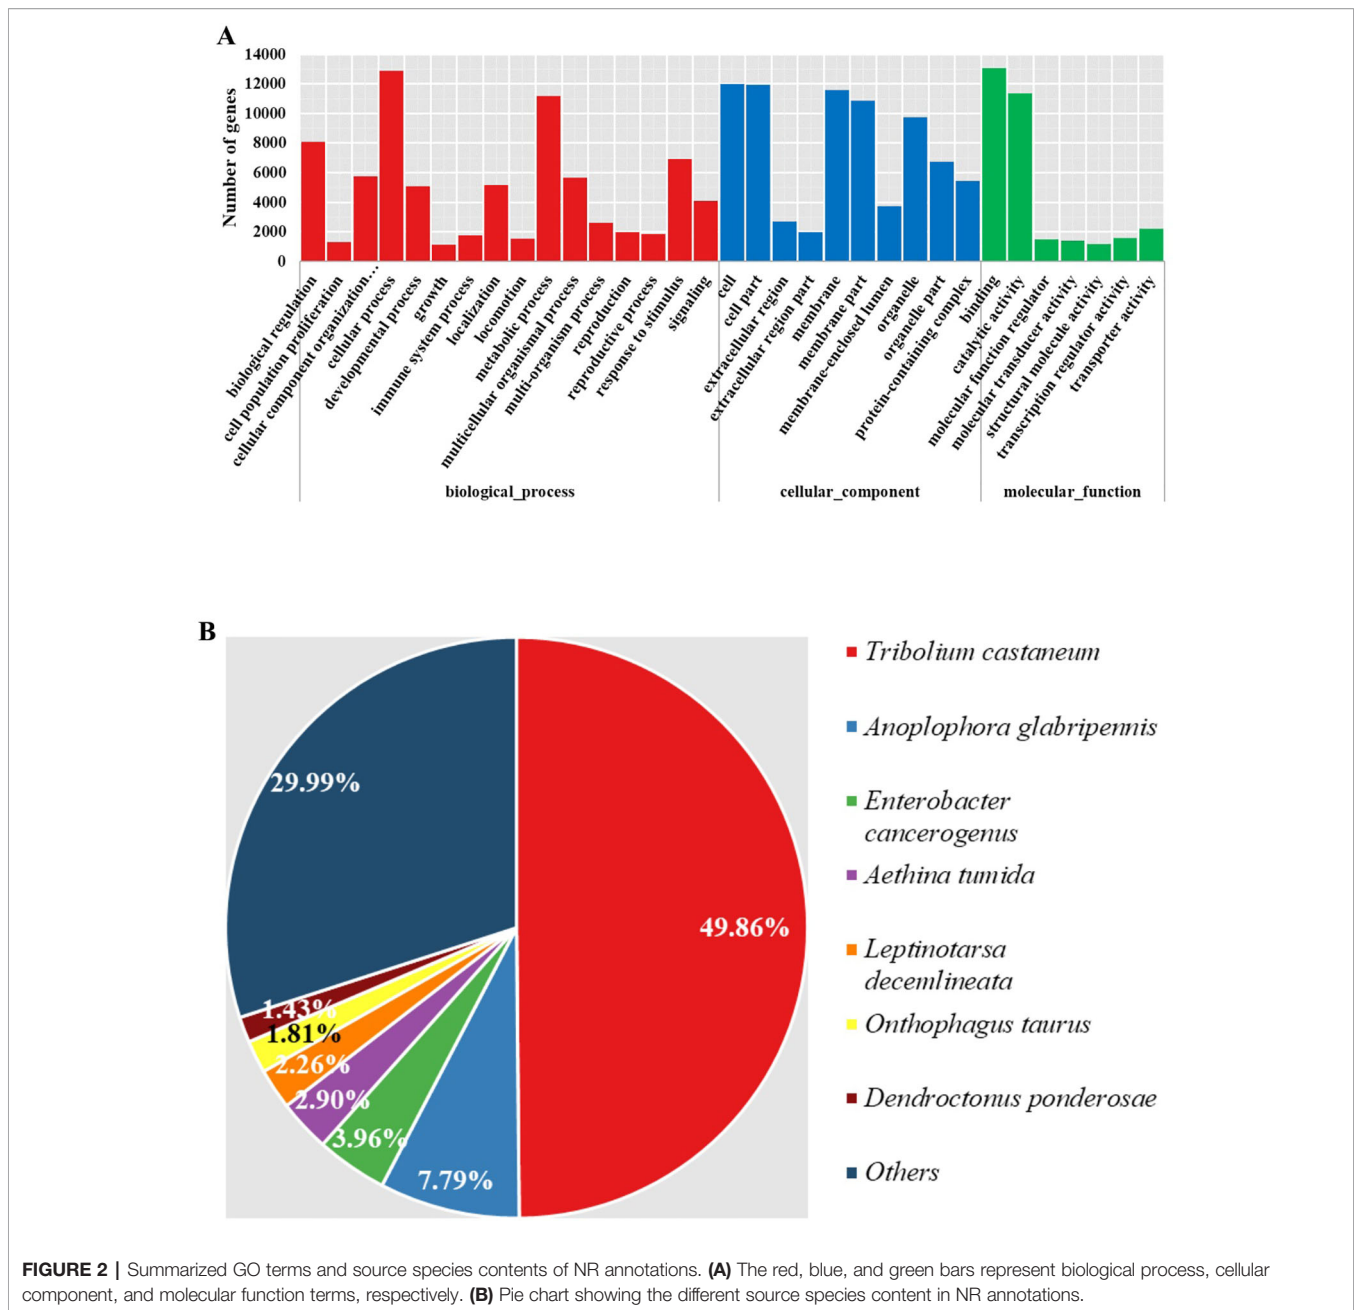 A
14000
12000
10000
8000
6000
4000
2000
0
Number of genes
biological regulation
cell population proliferation
cellular component organization…
cellular process
developmental process
growth
immune system process
localization
locomotion
metabolic process
multicellular organismal process
multi-organism process
reproduction
reproductive process
response to stimulus
signaling
cell
cell part
extracellular region
extracellular region part
membrane
membrane part
membrane-enclosed lumen
organelle
organelle part
protein-containing complex
binding
catalytic activity
molecular function regulator
molecular transducer activity
structural molecule activity
transcription regulator activity
transporter activity
biological_process
cellular_component
molecular_function
B
29.99%
49.86%
1.43%
1.81%
2.26%
2.90%
3.96%
7.79%
Tribolium castaneum
Anoplophora glabripennis
Enterobacter
cancerogenus
Aethina tumida
Leptinotarsa
decemlineata
Onthophagus taurus
Dendroctonus ponderosae
Others
FIGURE 2 | Summarized GO terms and source species contents of NR annotations. (A) The red, blue, and green bars represent biological process, cellular
component, and molecular function terms, respectively. (B) Pie chart showing the different source species content in NR annotations.